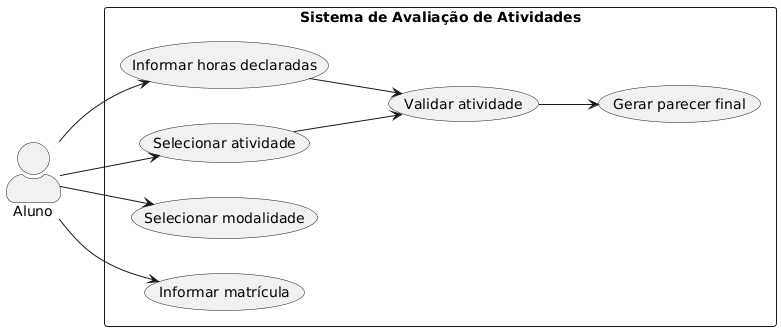 Sistema de Avaliação de Atividades
Informar horas declaradas
Validar atividade
Gerar parecer final
Selecionar atividade
Aluno
Selecionar modalidade
Informar matrícula